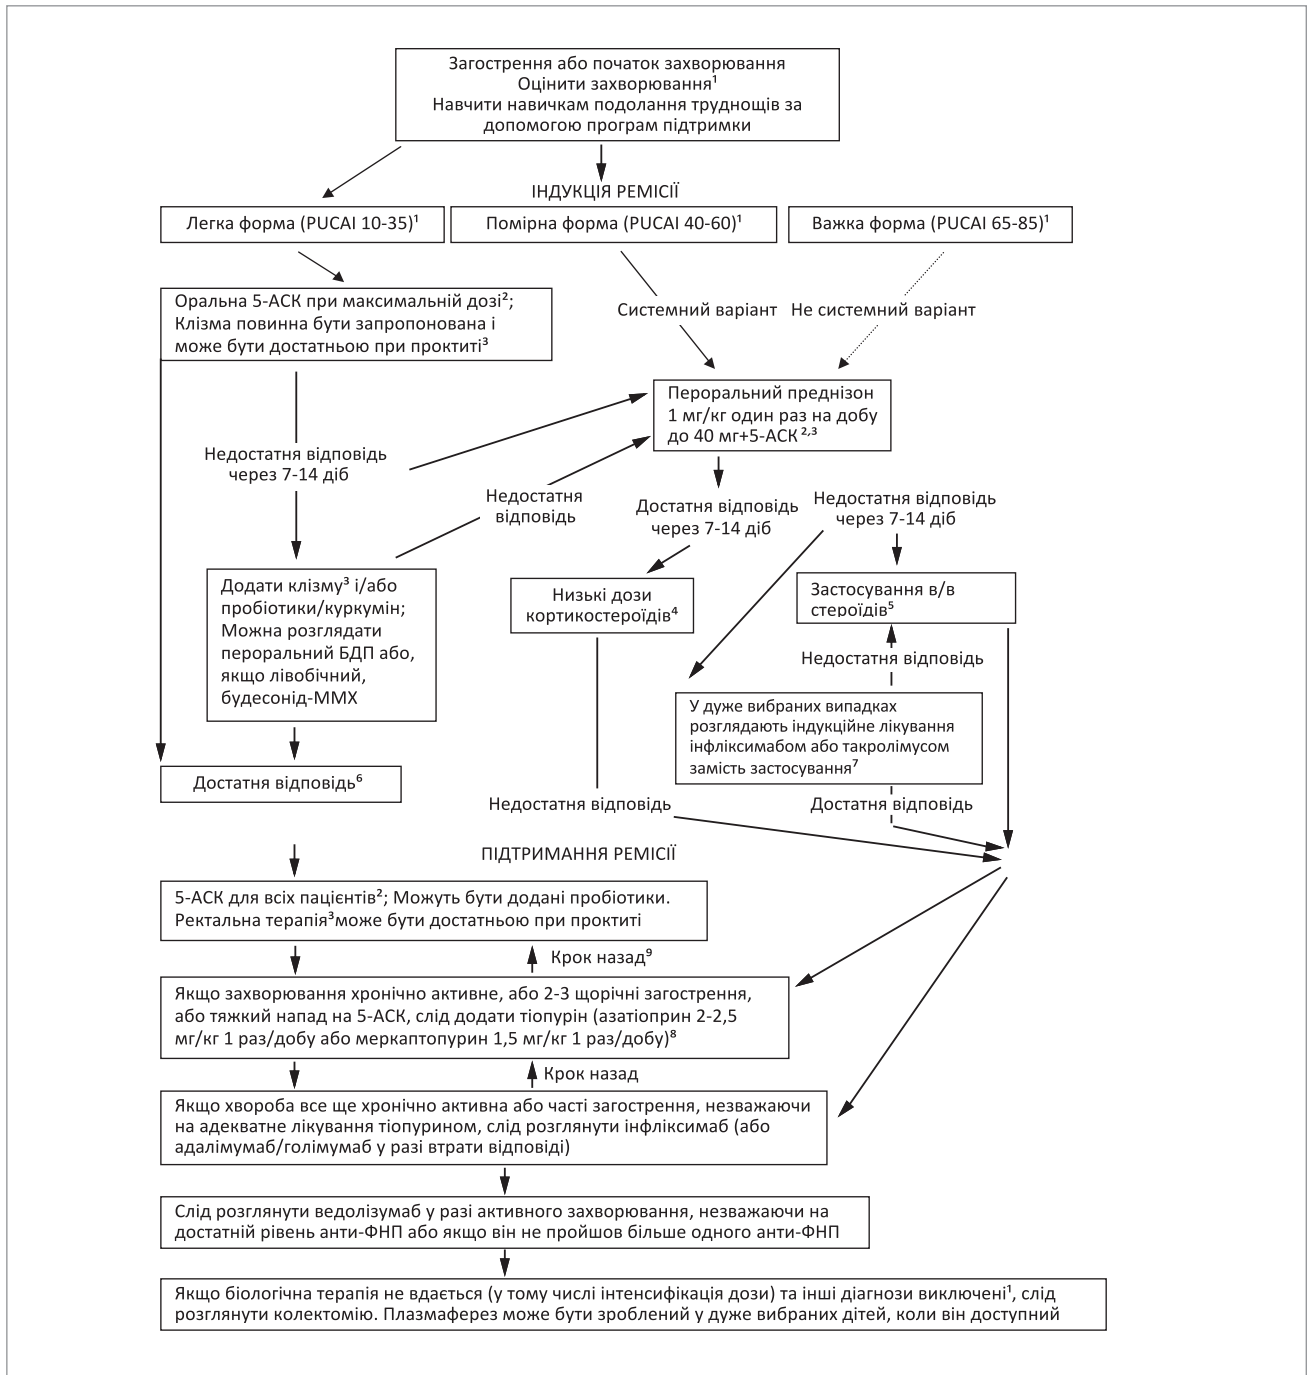 Загострення або початок захворювання
Оцінити захворювання¹
Навчити навичкам подолання труднощів за
допомогою програм підтримки
ІНДУКЦІЯ РЕМІСІЇ
Легка форма (PUCAI 10-35)¹
Помірна форма (PUCAI 40-60)¹
Важка форма (PUCAI 65-85)¹
Оральна 5-АСК при максимальній дозі²;
Клізма повинна бути запропонована і
може бути достатньою при проктиті³
Системний варіант
Не системний варіант
Пероральний преднізон
1 мг/кг один раз на добу
до 40 мг+5-АСК²,³
Недостатня відповідь
через 7-14 діб
Недостатня
відповідь
Достатня відповідь
через 7-14 діб
Недостатня відповідь
через 7-14 діб
Додати клізму³ і/або
пробіотики/куркумін;
Можна розглядати
пероральний БДП або,
якщо лівобічний,
будесонід-ММХ
Низькі дози
кортикостероїдів⁴
Застосування в/в
стероїдів⁵
Недостатня відповідь
У дуже вибраних випадках
розглядають індукційне лікування
інфліксимабом або такролімусом
замість застосування⁷
Достатня відповідь⁶
Недостатня відповідь
Достатня відповідь
ПІДТРИМАННЯ РЕМІСІЇ
5-АСК для всіх пацієнтів²; Можуть бути додані пробіотики.
Ректальна терапія³може бути достатньою при проктиті
Крок назад⁹
Якщо захворювання хронічно активне, або 2-3 щорічні загострення,
або тяжкий напад на 5-АСК, слід додати тіопурін (азатіоприн 2-2,5
мг/кг 1 раз/добу або меркаптопурин 1,5 мг/кг 1 раз/добу)⁸
Крок назад
Якщо хвороба все ще хронічно активна або часті загострення, незважаючи
на адекватне лікування тіопурином, слід розглянути інфліксимаб (або
адалімумаб/голімумаб у разі втрати відповіді)
Слід розглянути ведолізумаб у разі активного захворювання, незважаючи на
достатній рівень анти-ФНП або якщо він не пройшов більше одного анти-ФНП
Якщо біологічна терапія не вдається (у тому числі інтенсифікація дози) та інші діагнози виключені¹, слід
розглянути колектомію. Плазмаферез може бути зроблений у дуже вибраних дітей, коли він доступний